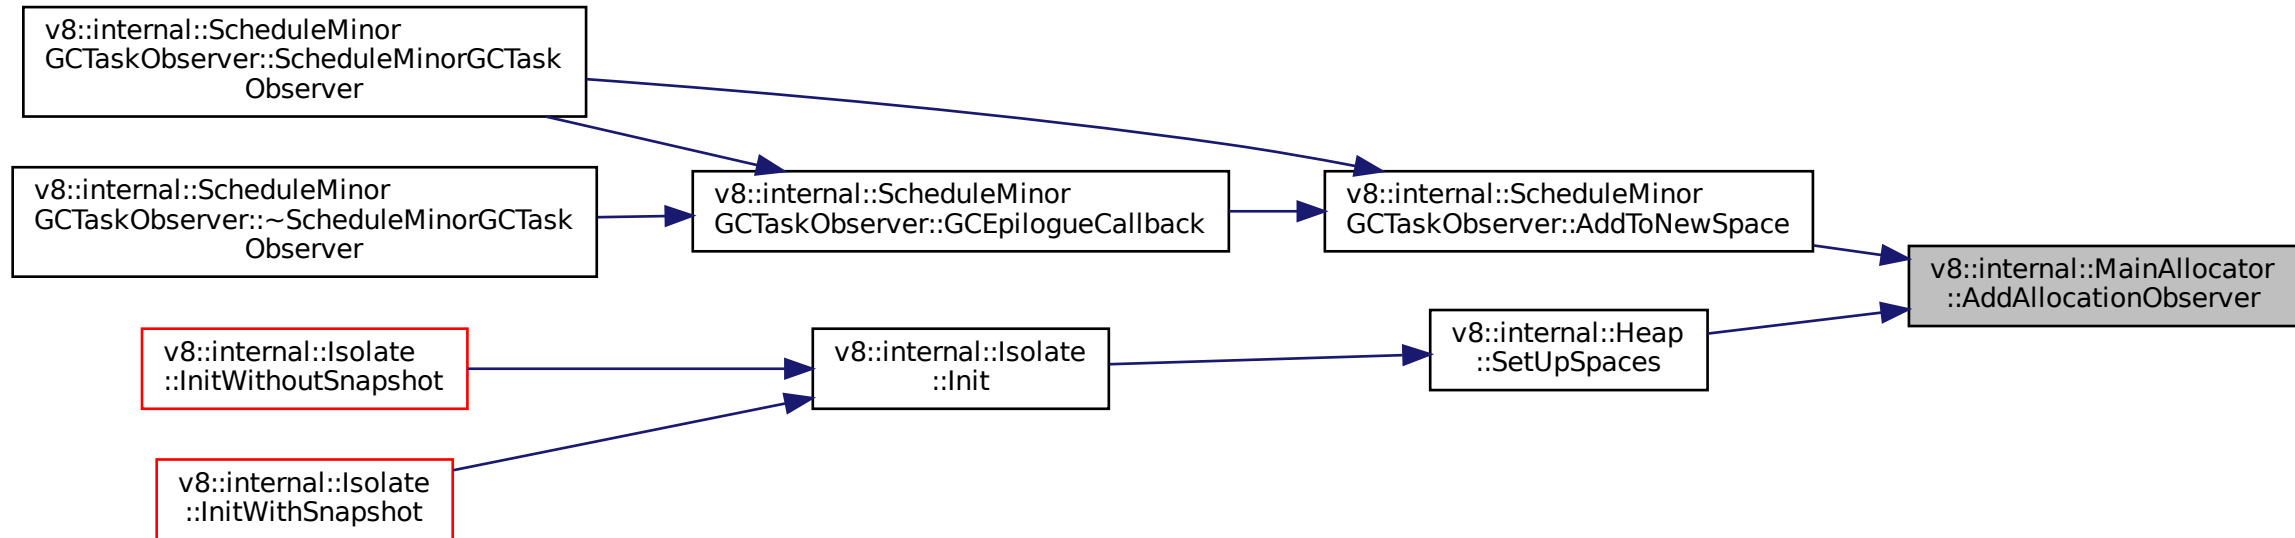 v8::internal::ScheduleMinor
GCTaskObserver::ScheduleMinorGCTask
Observer
v8::internal::ScheduleMinor
GCTaskObserver::~ScheduleMinorGCTask
Observer
v8::internal::ScheduleMinor
GCTaskObserver::GCEpilogueCallback
v8::internal::ScheduleMinor
GCTaskObserver::AddToNewSpace
v8::internal::MainAllocator
::AddAllocationObserver
v8::internal::Isolate
::InitWithoutSnapshot
v8::internal::Isolate
::Init
v8::internal::Heap
::SetUpSpaces
v8::internal::Isolate
::InitWithSnapshot